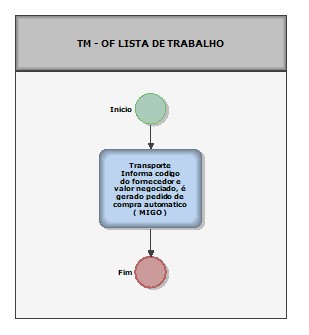 TM - OF LISTA DE TRABALHO
Inicio
Transporte
Informa codigo
do fornecedor e
valor negociado, é
gerado pedido de
compra automatico
( MIGO )
Fim